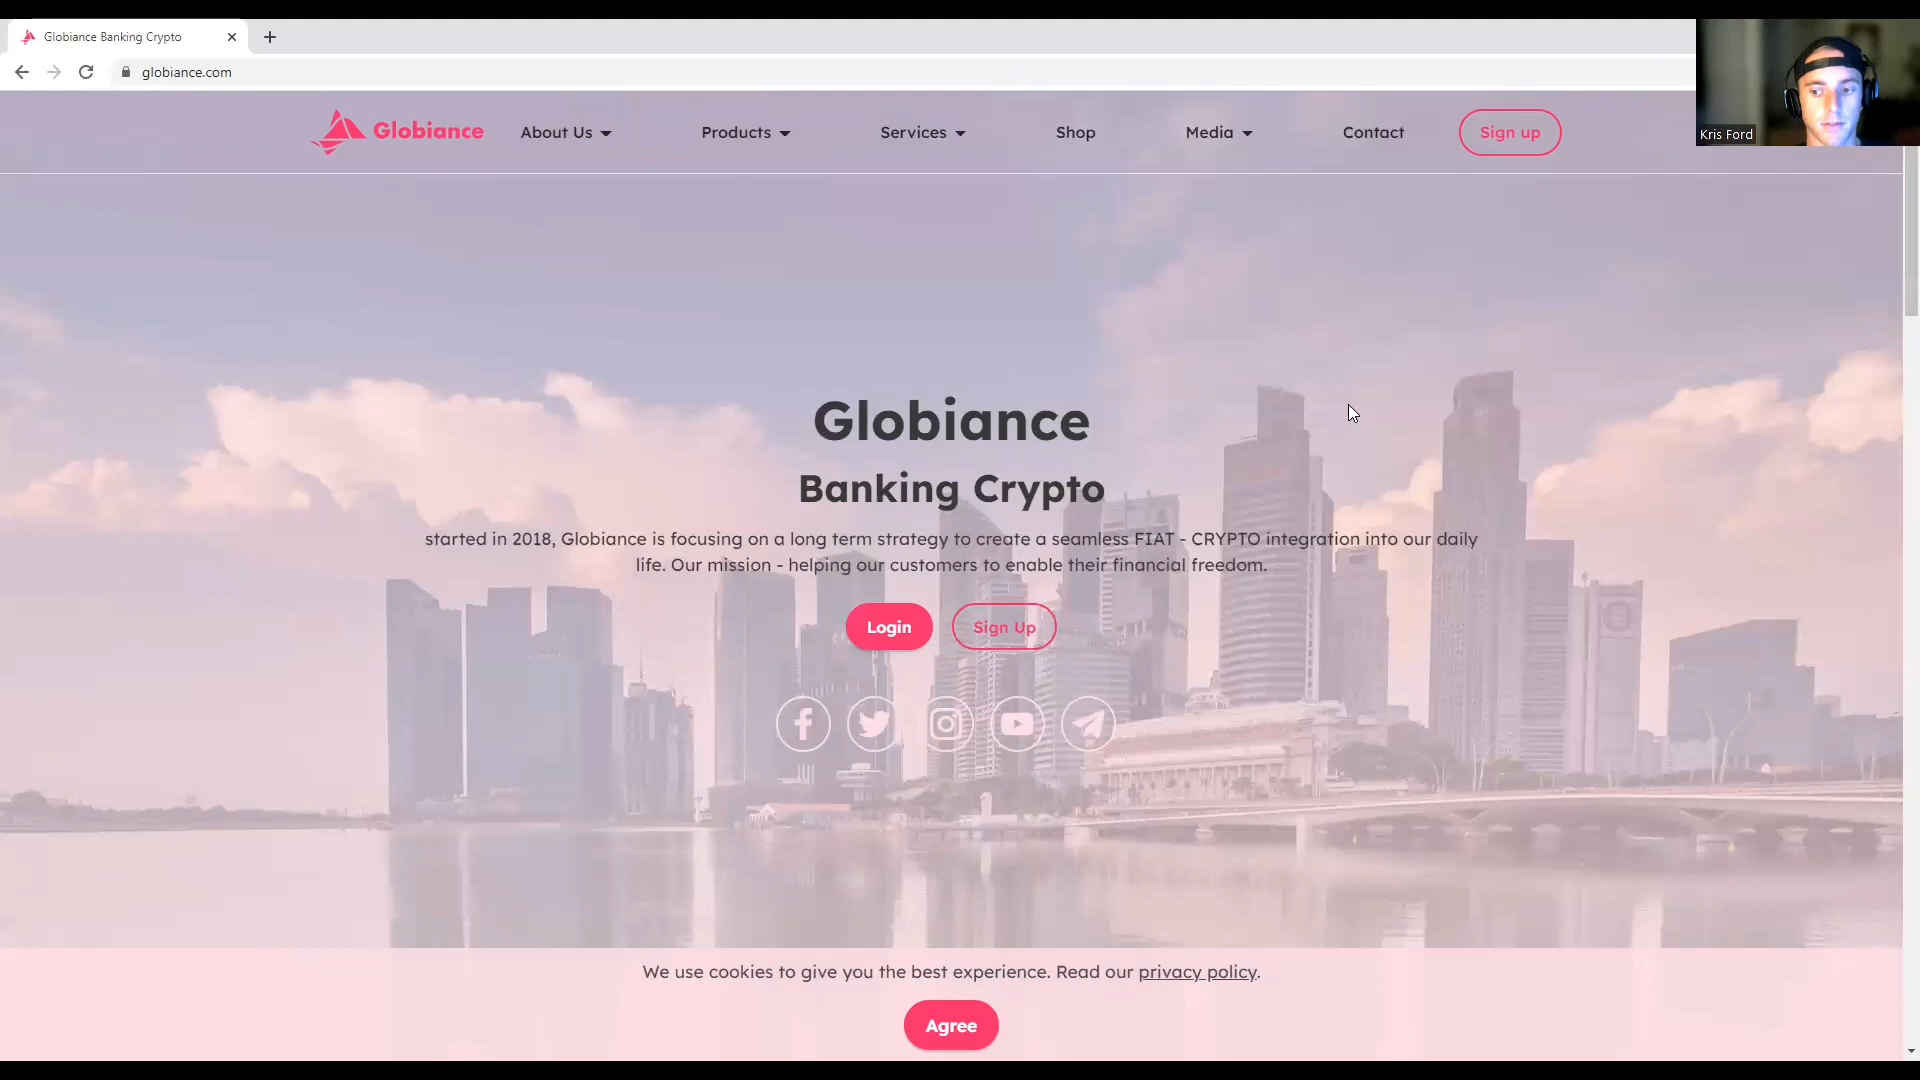 Globiance Banking Crypto
globiance.com
Kris Ford
Globiance
About Us
Products
Services
Shop
Media
Contact
Sign up
Globiance
Banking Crypto
started in 2018, Globiance is focusing on a long term strategy to create a seamless FIAT - CRYPTO integration into our daily
life. Our mission - helping our customers to enable their financial freedom.
Login
Sign Up
We use cookies to give you the best experience. Read our privacy policy.
Agree